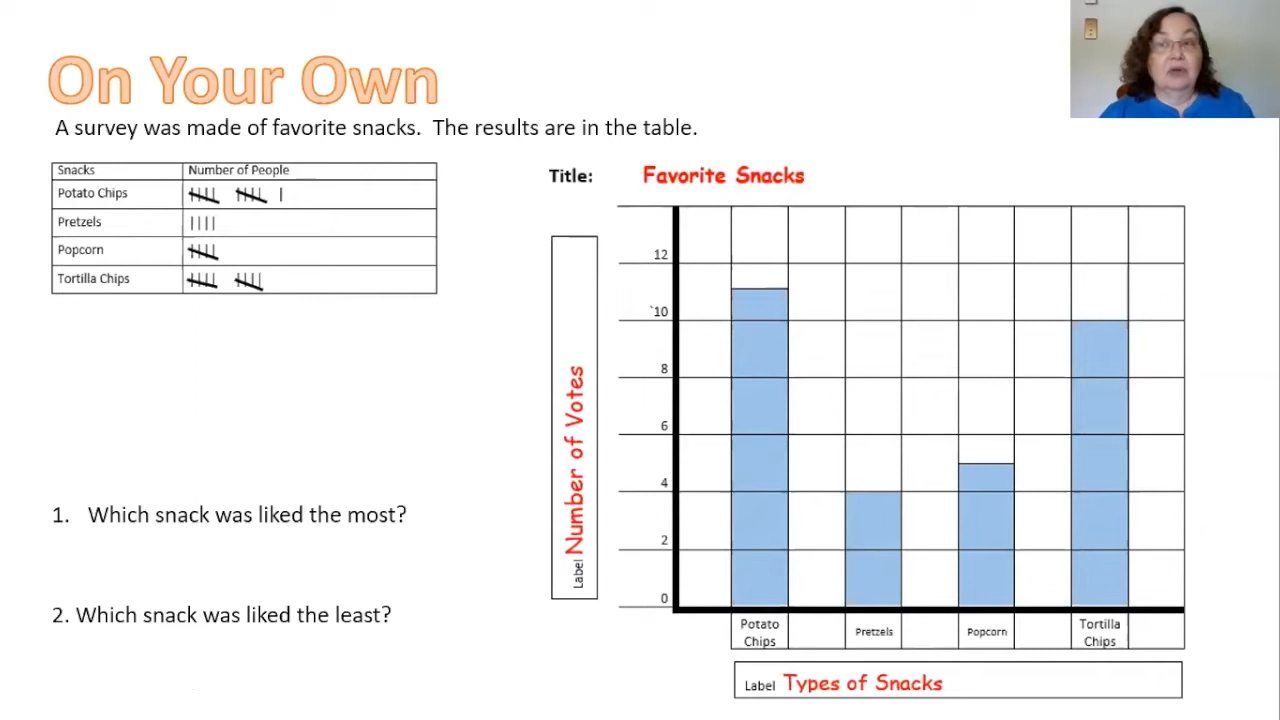 On Your Own
A survey was made of favorite snacks. The results are in the table.
Snacks Number of People
Potato Chips
Pretzels
Popcorn
Tortilla Chips
1. Which snack was liked the most?
2. Which snack was liked the least?
Title: Favorite Snacks
Label Number of Votes
12
`10
8
6
4
2
0
Potato Chips Pretzels Popcorn Tortilla Chips
Label Types of Snacks